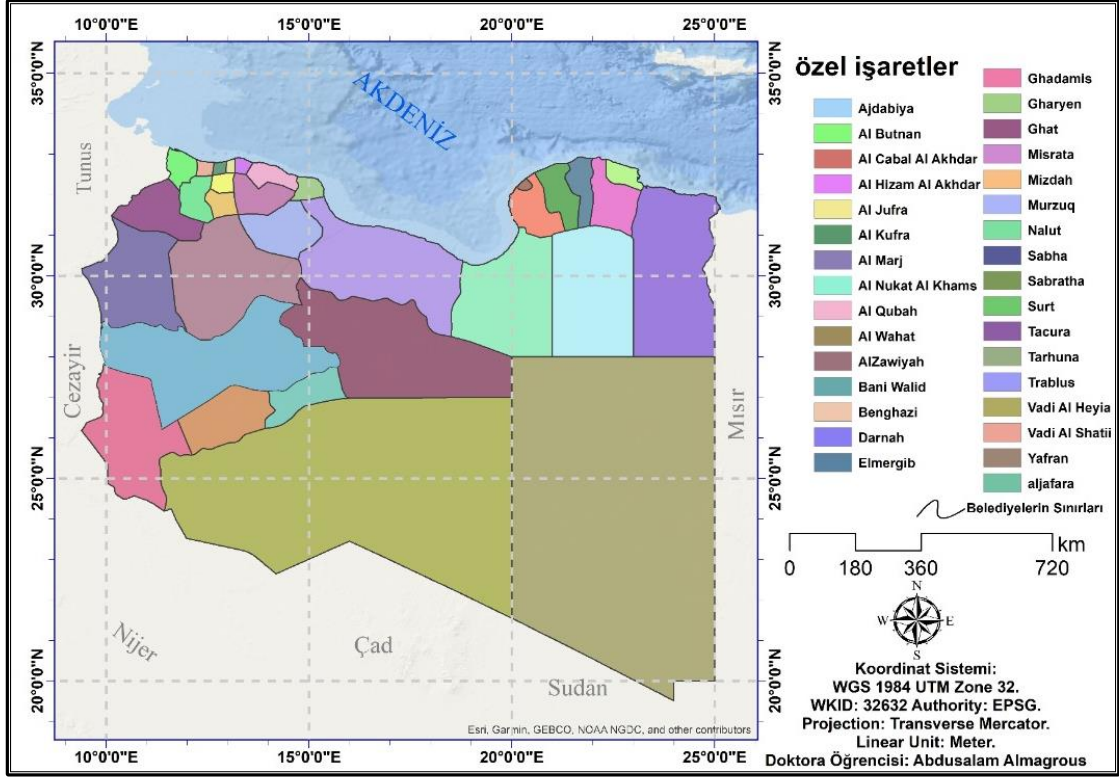 10°0'0"E 15°0'0"E 20°0'0"E 25°0'0"E
35°0'0"N
30°0'0"N
25°0'0"N
20°0'0"N
AKDENİZ
Tunus
Cezayir
Mısır
Nijer
Çad
Sudan
Esri, Garmin, GEBCO, NOAA NGDC, and other contributors
35°0'0"N
30°0'0"N
25°0'0"N
20°0'0"N
10°0'0"E 15°0'0"E 20°0'0"E 25°0'0"E
özel işaretler
Ajdabiya
Al Butnan
Al Cabal Al Akhdar
Al Hizam Al Akhdar
Al Jufra
Al Kufra
Al Marj
Al Nukat Al Khams
Al Qubah
Al Wahat
AlZawiyah
Bani Walid
Benghazi
Darnah
Elmergib
Ghadamis
Gharyen
Ghat
Misrata
Mizdah
Murzuq
Nalut
Sabha
Sabratha
Surt
Tacura
Tarhuna
Trablus
Vadi Al Heyia
Vadi Al Shatii
Yafran
aljafara
Belediyelerin Sınırları
km
0 180 360 720
N
W E
S
Koordinat Sistemi:
WGS 1984 UTM Zone 32.
WKID: 32632 Authority: EPSG.
Projection: Transverse Mercator.
Linear Unit: Meter.
Doktora Öğrencisi: Abdusalam Almagrous